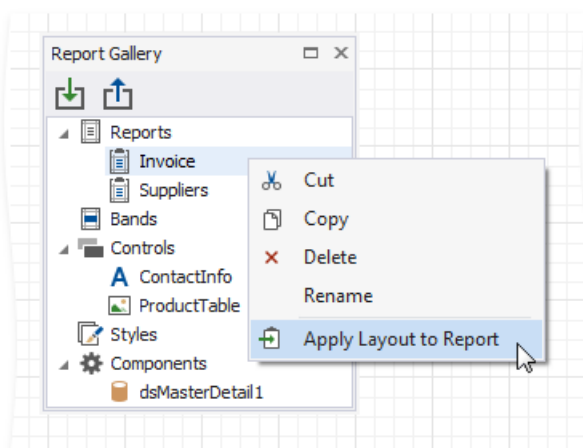 Report Gallery
Reports
Invoice
Suppliers
Bands
Controls
A ContactInfo
ProductTable
Styles
Components
dsMasterDetail1
Cut
Copy
Delete
Rename
Apply Layout to Report